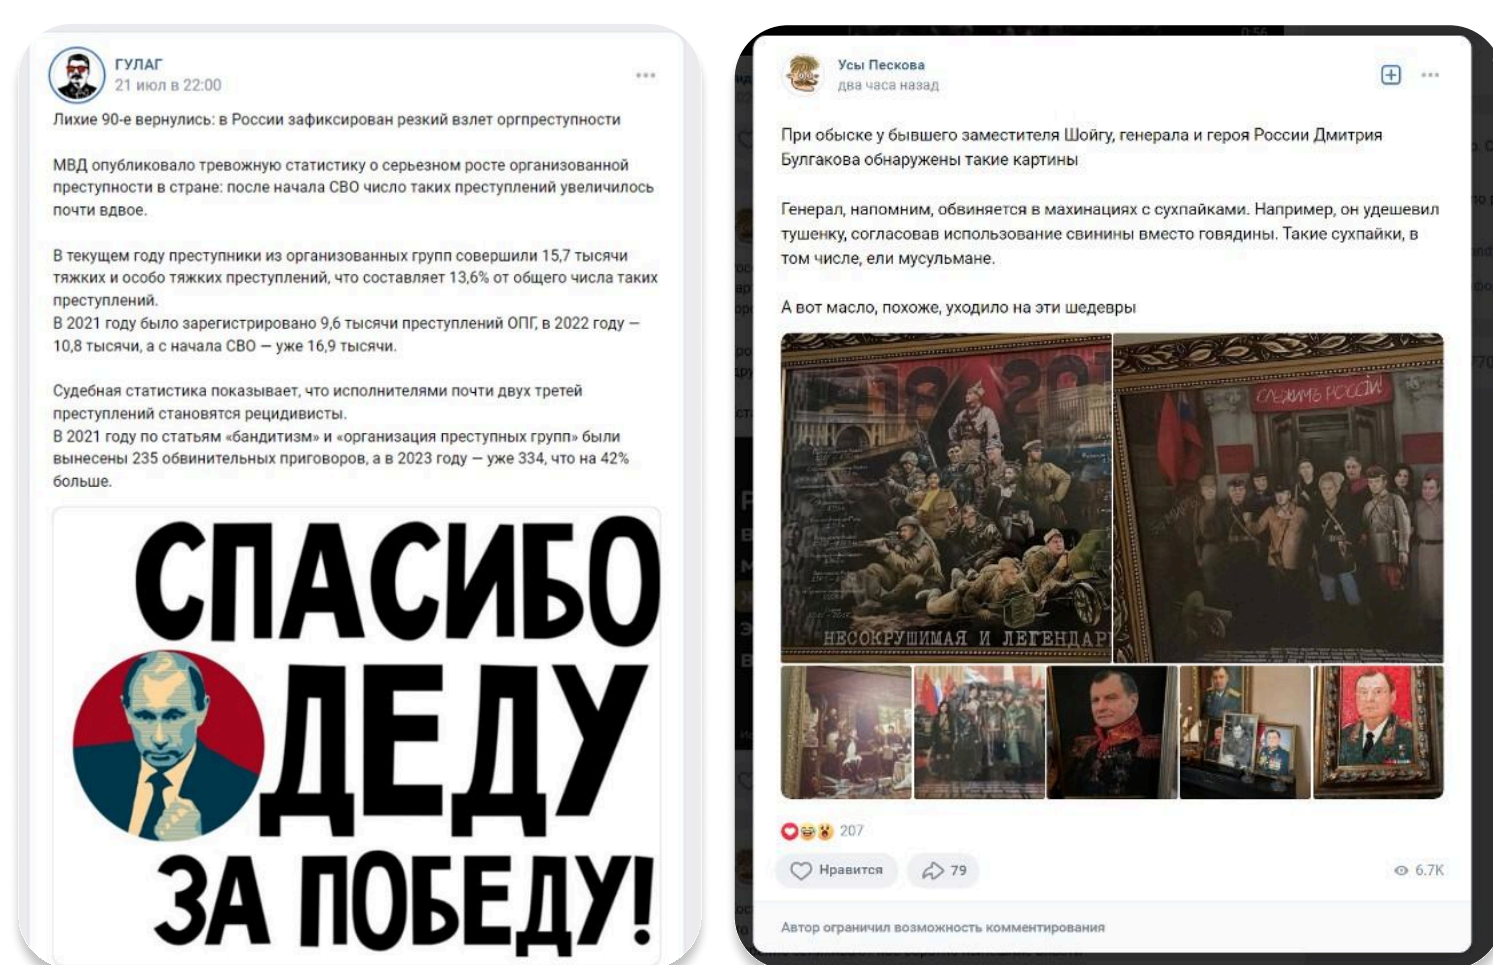 ГУЛАГ
21 июл в 22:00
Лихие 90-е вернулись: в России зафиксирован резкий взлет оргпреступности
МВД опубликовало тревожную статистику о серьезном росте организованной
преступности в стране: после начала СВО число таких преступлений увеличилось
почти вдвое.
В текущем году преступники из организованных групп совершили 15,7 тысячи
тяжких и особо тяжких преступлений, что составляет 13,6% от общего числа таких
преступлений.
В 2021 году было зарегистрировано 9,6 тысячи преступлений ОПГ, в 2022 году —
10,8 тысячи, а с начала СВО — уже 16,9 тысячи.
Судебная статистика показывает, что исполнителями почти двух третей
преступлений становятся рецидивисты.
В 2021 году по статьям «бандитизм» и «организация преступных групп» были
вынесены 235 обвинительных приговоров, а в 2023 году — уже 334, что на 42%
больше.
СПАСИБО
ДЕДУ
ЗА ПОБЕДУ!
0:56
Усы Пескова
два часа назад
При обыске у бывшего заместителя Шойгу, генерала и героя России Дмитрия
Булгакова обнаружены такие картины
Генерал, напомним, обвиняется в махинациях с сухпайками. Например, он удешевил
тушенку, согласовав использование свинины вместо говядины. Такие сухпайки, в
том числе, ели мусульмане.
А вот масло, похоже, уходило на эти шедевры
СЛУЖИТЬ РОССИИ!
НЕСОКРУШИМАЯ И ЛЕГЕНДАР
207
Нравится
79
6.7K
Автор ограничил возможность комментирования